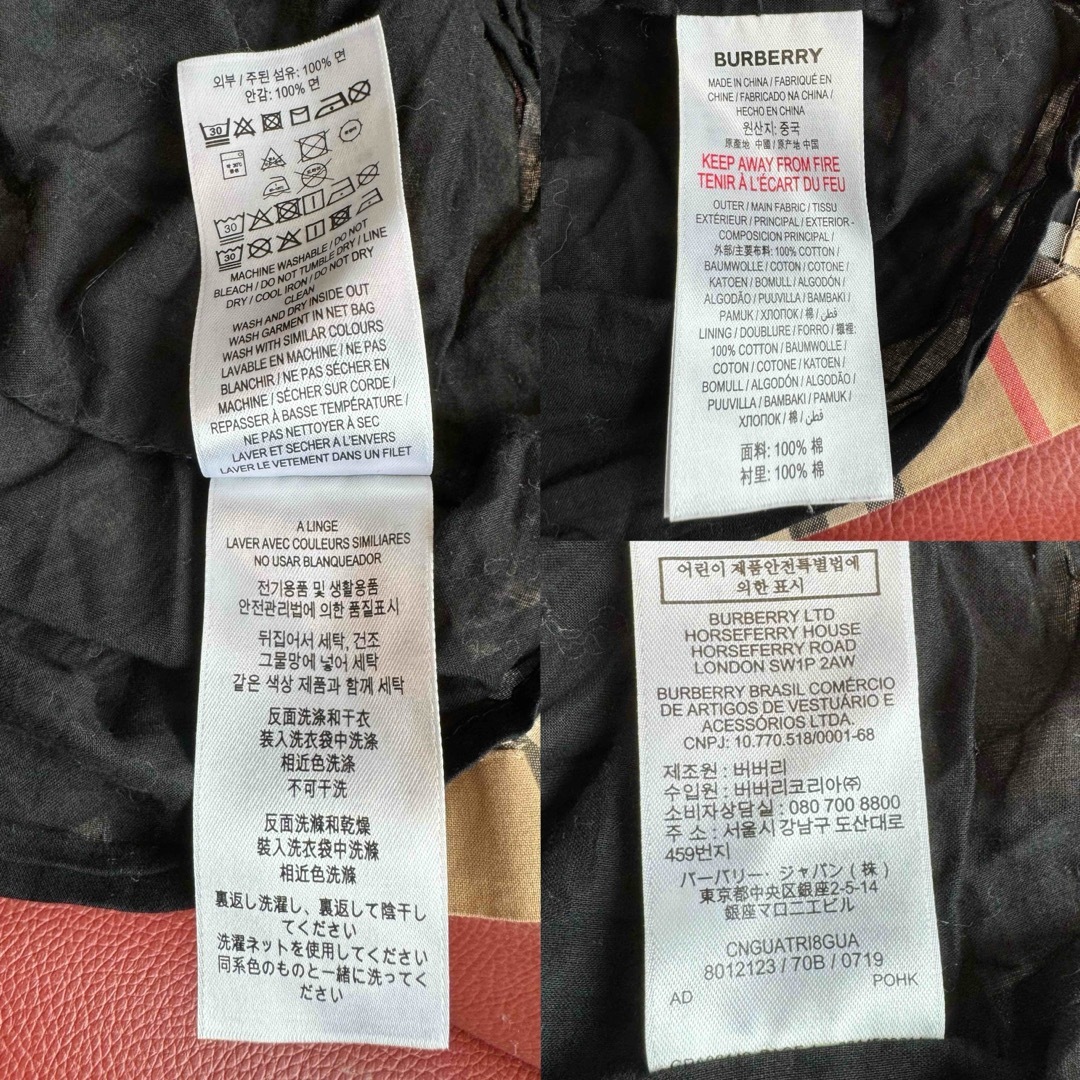 외부 / 주된 섬유: 100% 면
안감: 100% 면
30
30
30
MACHINE WASHABLE / DO NOT
BLEACH / DO NOT TUMBLE DRY / LINE
DRY / COOL IRON / DO NOT DRY
CLEAN
WASH AND DRY INSIDE OUT
WASH GARMENT IN NET BAG
WASH WITH SIMILAR COLOURS
LAVABLE EN MACHINE / NE PAS
BLANCHIR / NE PAS SÉCHER EN
MACHINE / SÉCHER SUR CORDE /
REPASSER À BASSE TEMPÉRATURE /
NE PAS NETTOYER À SEC
LAVER ET SECHER A L'ENVERS
LAVER LE VETEMENT DANS UN FILET
A LINGE
LAVER AVEC COULEURS SIMILIARES
NO USAR BLANQUEADOR
전기용품 및 생활용품
안전관리법에 의한 품질표시
뒤집어서 세탁, 건조
그물망에 넣어 세탁
같은 색상 제품과 함께 세탁
反面洗涤和干衣
装入洗衣袋中洗涤
相近色洗涤
不可干洗
反面洗滌和乾燥
裝入洗衣袋中洗滌
相近色洗滌
裏返し洗濯し、裏返して陰干し
てください
洗濯ネットを使用してください
同系色のものと一緒に洗ってく
ださい
BURBERRY
MADE IN CHINA / FABRIQUÉ EN
CHINE / FABRICADO NA CHINA /
HECHO EN CHINA
원산지: 중국
原產地 中國 / 原产地 中国
KEEP AWAY FROM FIRE
TENIR À L'ÉCART DU FEU
OUTER / MAIN FABRIC / TISSU
EXTÉRIEUR / PRINCIPAL / EXTERIOR -
COMPOSICION PRINCIPAL /
外部/主要布料: 100% COTTON /
BAUMWOLLE / COTON / COTONE /
KATOEN / BOMULL / ALGODÓN /
ALGODÃO / PUUVILLA / BAMBAKI /
PAMUK / ХЛОПОК / 棉 / قطن /
LINING / DOUBLURE / FORRO / 襯裡:
100% COTTON / BAUMWOLLE /
COTON / COTONE / KATOEN /
BOMULL / ALGODÓN / ALGODÃO /
PUUVILLA / BAMBAKI / PAMUK /
ХЛОПОК / 棉 / قطن /
面料: 100% 棉
衬里: 100% 棉
어린이 제품안전특별법에
의한 표시
BURBERRY LTD
HORSEFERRY HOUSE
HORSEFERRY ROAD
LONDON SW1P 2AW
BURBERRY BRASIL COMÉRCIO
DE ARTIGOS DE VESTUÁRIO E
ACESSÓRIOS LTDA.
CNPJ: 10.770.518/0001-68
제조원 : 버버리
수입원 : 버버리코리아㈜
소비자상담실 : 080 700 8800
주 소 : 서울시 강남구 도산대로
459번지
バーバリー・ジャパン ( 株 )
東京都中央区銀座2-5-14
銀座マロニエビル
CNGUATRI8GUA
8012123 / 70B / 0719
AD POHK